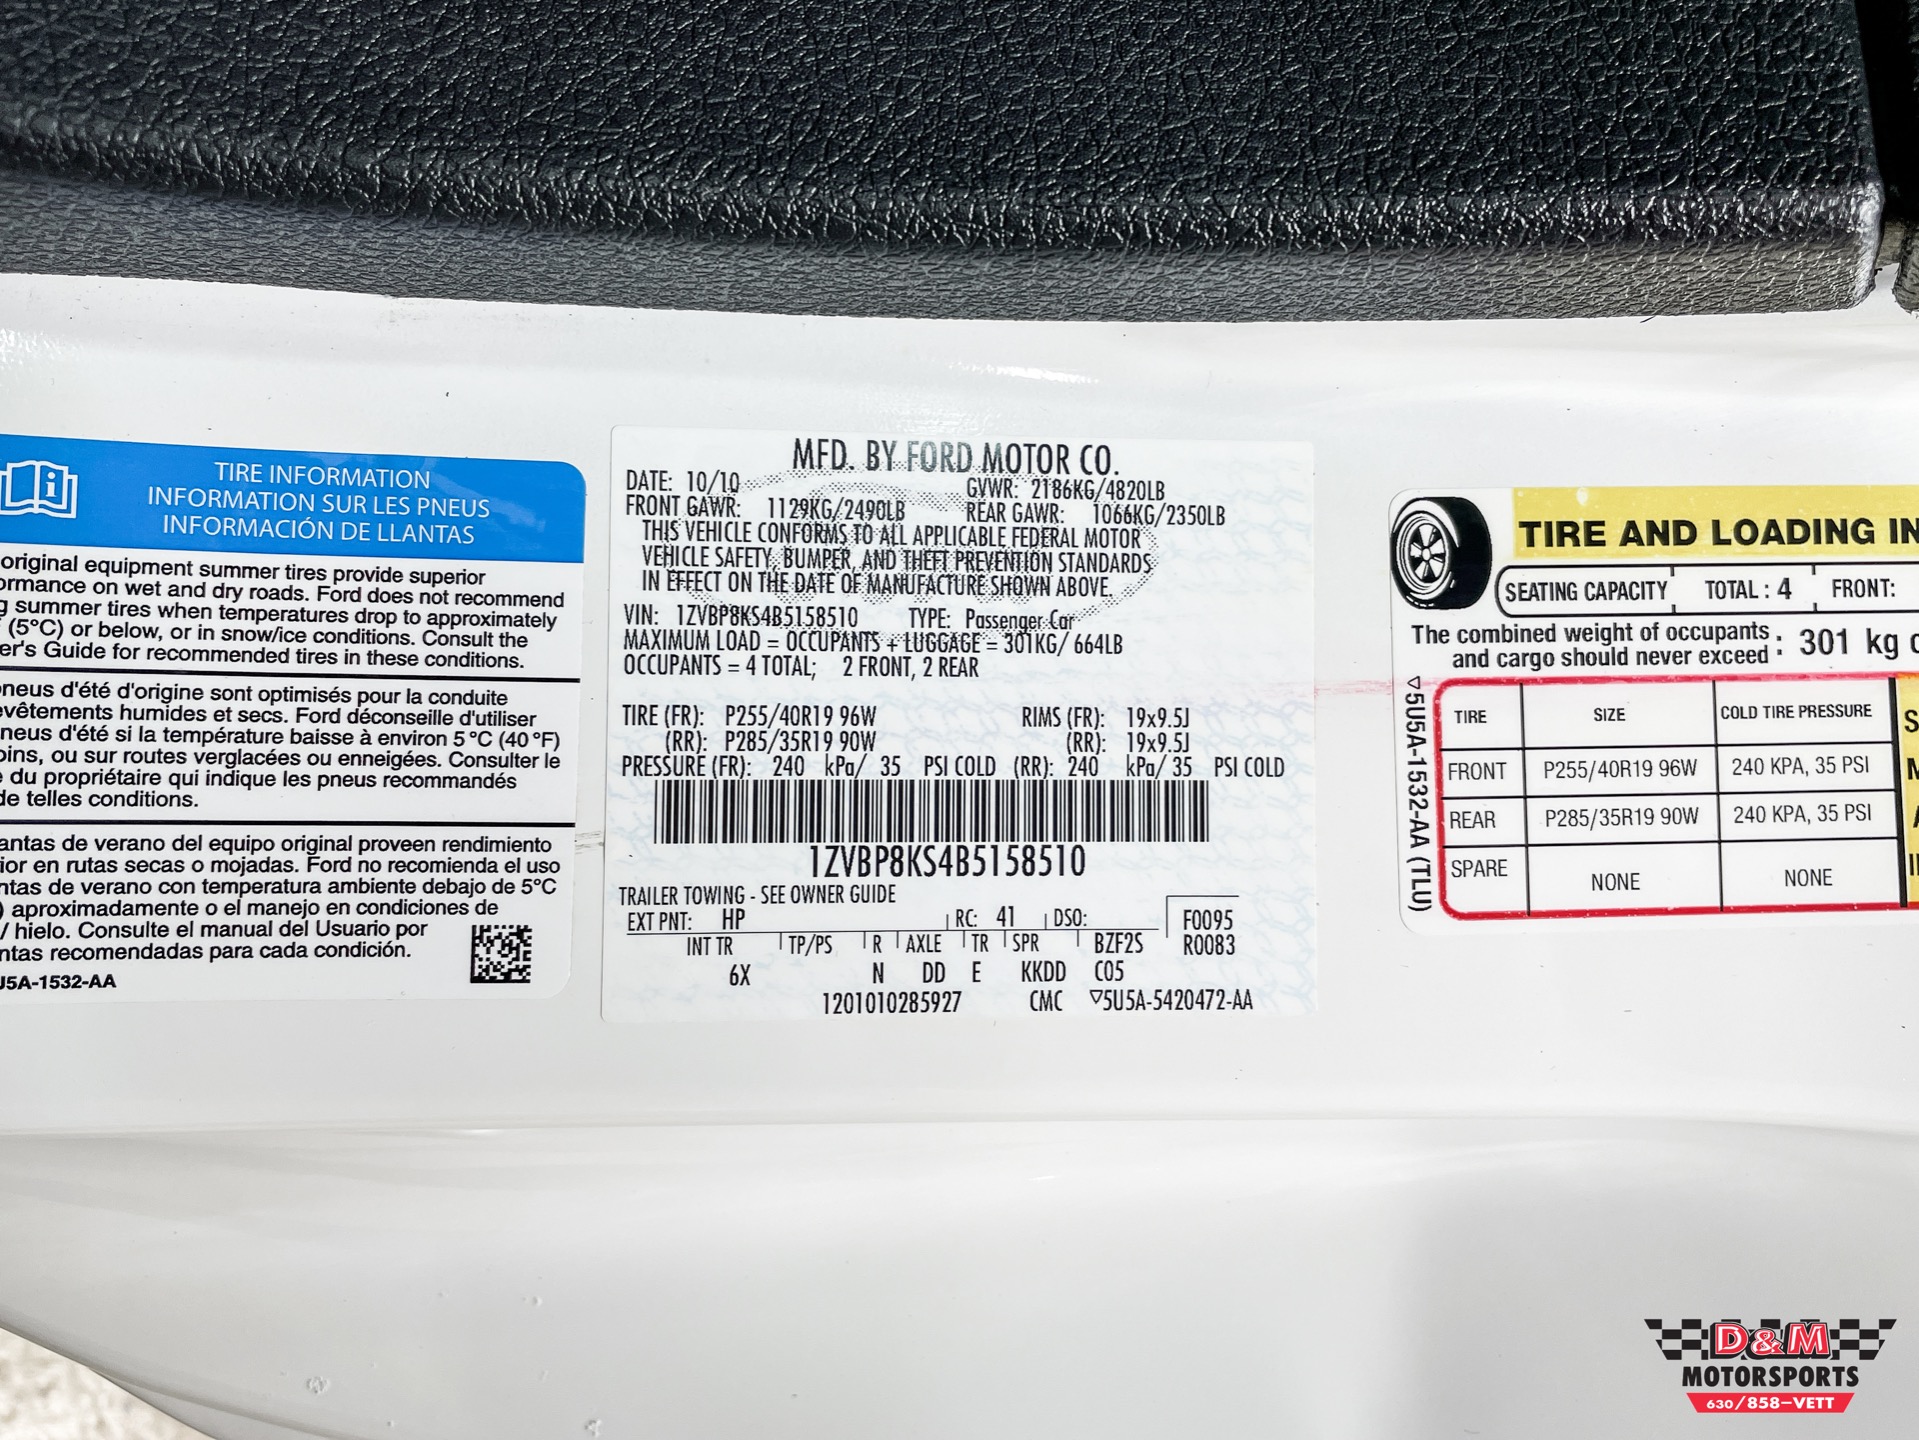 TIRE INFORMATION
INFORMATION SUR LES PNEUS
INFORMACIÓN DE LLANTAS
original equipment summer tires provide superior
ormance on wet and dry roads. Ford does not recommend
g summer tires when temperatures drop to approximately
(5°C) or below, or in snow/ice conditions. Consult the
er's Guide for recommended tires in these conditions.
neus d'été d'origine sont optimisés pour la conduite
evêtements humides et secs. Ford déconseille d'utiliser
neus d'été si la température baisse à environ 5 °C (40 °F)
oins, ou sur routes verglacées ou enneigées. Consulter le
du propriétaire qui indique les pneus recommandés
de telles conditions.
antas de verano del equipo original proveen rendimiento
ior en rutas secas o mojadas. Ford no recomienda el uso
ntas de verano con temperatura ambiente debajo de 5°C
) aproximadamente o el manejo en condiciones de
/ hielo. Consulte el manual del Usuario por
ntas recomendadas para cada condición.
U5A-1532-AA
MFD. BY FORD MOTOR CO.
DATE: 10/10 GVWR: 2186KG/4820LB
FRONT GAWR: 1129KG/2490LB REAR GAWR: 1066KG/2350LB
THIS VEHICLE CONFORMS TO ALL APPLICABLE FEDERAL MOTOR
VEHICLE SAFETY, BUMPER, AND THEFT PREVENTION STANDARDS
IN EFFECT ON THE DATE OF MANUFACTURE SHOWN ABOVE.
VIN: 1ZVBP8KS4B5158510 TYPE: Passenger Car
MAXIMUM LOAD = OCCUPANTS + LUGGAGE = 301KG/ 664LB
OCCUPANTS = 4 TOTAL; 2 FRONT, 2 REAR
TIRE (FR): P255/40R19 96W RIMS (FR): 19x9.5J
(RR): P285/35R19 90W (RR): 19x9.5J
PRESSURE (FR): 240 kPa/ 35 PSI COLD (RR): 240 kPa/ 35 PSI COLD
1ZVBP8KS4B5158510
TRAILER TOWING - SEE OWNER GUIDE
EXT PNT: HP RC: 41 DSO: F0095
INT TR TP/PS R AXLE TR SPR BZF2S R0083
6X N DD E KKDD C05
1201010285927 CMC ▽5U5A-5420472-AA
TIRE AND LOADING IN
SEATING CAPACITY TOTAL : 4 FRONT:
The combined weight of occupants
and cargo should never exceed : 301 kg o
▽5U5A-1532-AA (TLU)
TIRE SIZE COLD TIRE PRESSURE
FRONT P255/40R19 96W 240 KPA, 35 PSI
REAR P285/35R19 90W 240 KPA, 35 PSI
SPARE NONE NONE
D&M
MOTORSPORTS
630/858-VETT